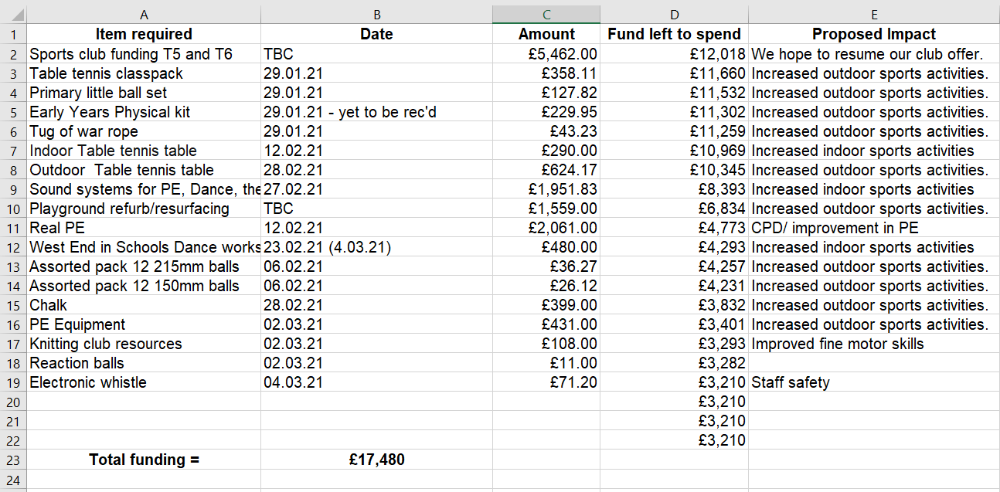 A B C D E
1 Item required Date Amount Fund left to spend Proposed Impact
2 Sports club funding T5 and T6 TBC £5,462.00 £12,018 We hope to resume our club offer.
3 Table tennis classpack 29.01.21 £358.11 £11,660 Increased outdoor sports activities.
4 Primary little ball set 29.01.21 £127.82 £11,532 Increased outdoor sports activities.
5 Early Years Physical kit 29.01.21 - yet to be rec'd £229.95 £11,302 Increased outdoor sports activities.
6 Tug of war rope 29.01.21 £43.23 £11,259 Increased outdoor sports activities.
7 Indoor Table tennis table 12.02.21 £290.00 £10,969 Increased indoor sports activities
8 Outdoor Table tennis table 28.02.21 £624.17 £10,345 Increased outdoor sports activities.
9 Sound systems for PE, Dance, the 27.02.21 £1,951.83 £8,393 Increased indoor sports activities
10 Playground refurb/resurfacing TBC £1,559.00 £6,834 Increased outdoor sports activities.
11 Real PE 12.02.21 £2,061.00 £4,773 CPD/ improvement in PE
12 West End in Schools Dance works 23.02.21 (4.03.21) £480.00 £4,293 Increased indoor sports activities
13 Assorted pack 12 215mm balls 06.02.21 £36.27 £4,257 Increased outdoor sports activities.
14 Assorted pack 12 150mm balls 06.02.21 £26.12 £4,231 Increased outdoor sports activities.
15 Chalk 28.02.21 £399.00 £3,832 Increased outdoor sports activities.
16 PE Equipment 02.03.21 £431.00 £3,401 Increased outdoor sports activities.
17 Knitting club resources 02.03.21 £108.00 £3,293 Improved fine motor skills
18 Reaction balls 02.03.21 £11.00 £3,282
19 Electronic whistle 04.03.21 £71.20 £3,210 Staff safety
20 £3,210
21 £3,210
22 £3,210
23 Total funding = £17,480
24